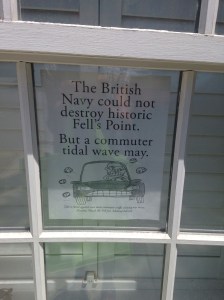 The British
Navy could not
destroy historic
Fell's Point.
But a commuter
tidal wave may.